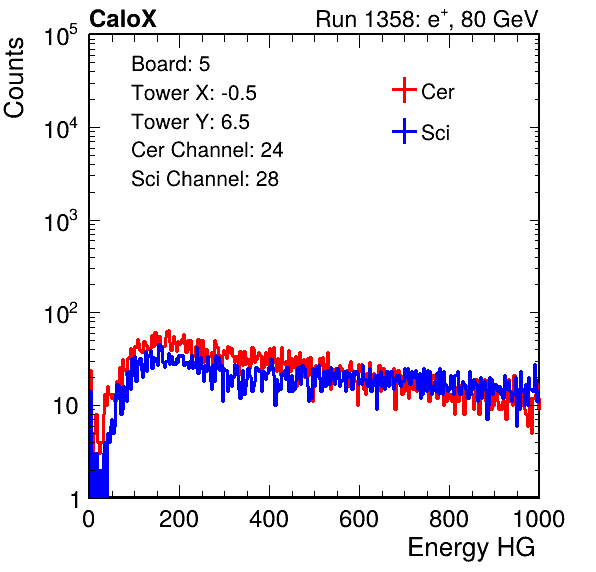 CaloX Run 1358: e+, 80 GeV
Counts
Board: 5
Tower X: -0.5
Tower Y: 6.5
Cer Channel: 24
Sci Channel: 28
Cer
Sci
10^5
10^4
10^3
10^2
10
1
0 200 400 600 800 1000
Energy HG